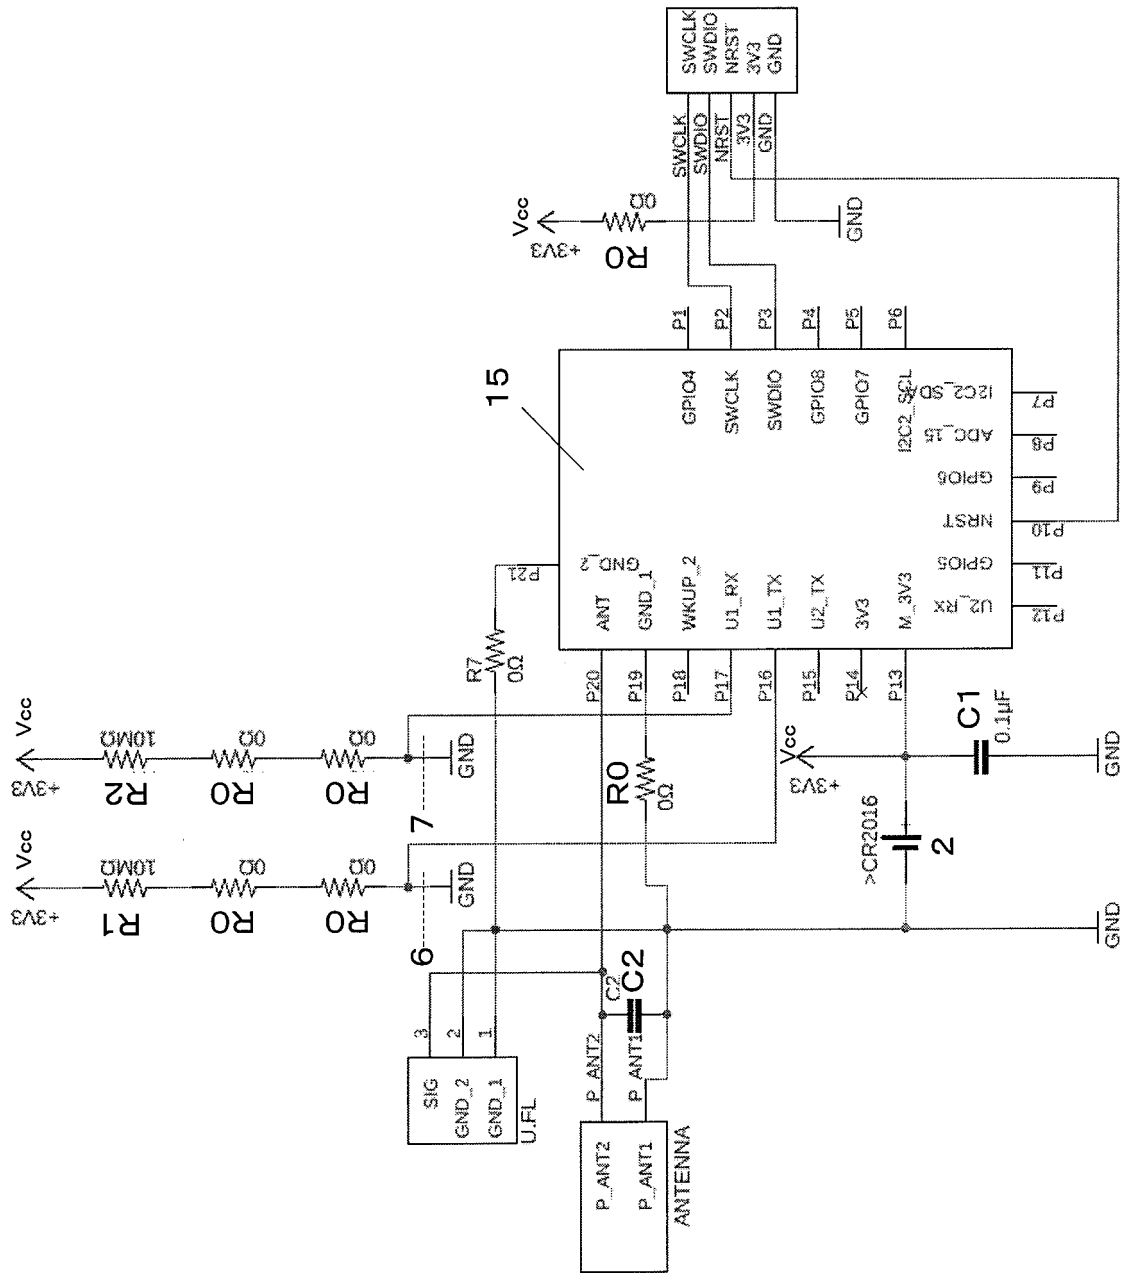 SWCLK
SWDIO
NRST
3V3
GND
SWCLK
SWDIO
NRST
3V3
GND
Vcc
+3V3
0Ω
R0
GND
15
P1
P2
P3
P4
P5
P6
GPIO4
SWCLK
SWDIO
GPIO8
GPIO7
I2C2_SCL
I2C2_SDA
ADC_15
GPIO6
NRST
GPIO5
U2_RX
P7
P8
P9
P10
P11
P12
P21
GND_2
ANT
GND_1
WKUP_2
U1_RX
U1_TX
U2_TX
3V3
M_3V3
P20
P19
P18
P17
P16
P15
P14
P13
R7
0Ω
Vcc
+3V3
10MΩ
R2
0Ω
R0
0Ω
R0
GND
7
Vcc
+3V3
10MΩ
R1
0Ω
R0
0Ω
R0
GND
6
R0
0Ω
Vcc
+3V3
C1
0.1µF
GND
>CR2016
+
2
GND
C2
C2
3
2
1
SIG
GND_2
GND_1
U.FL
P_ANT2
P_ANT1
P_ANT2
P_ANT1
ANTENNA